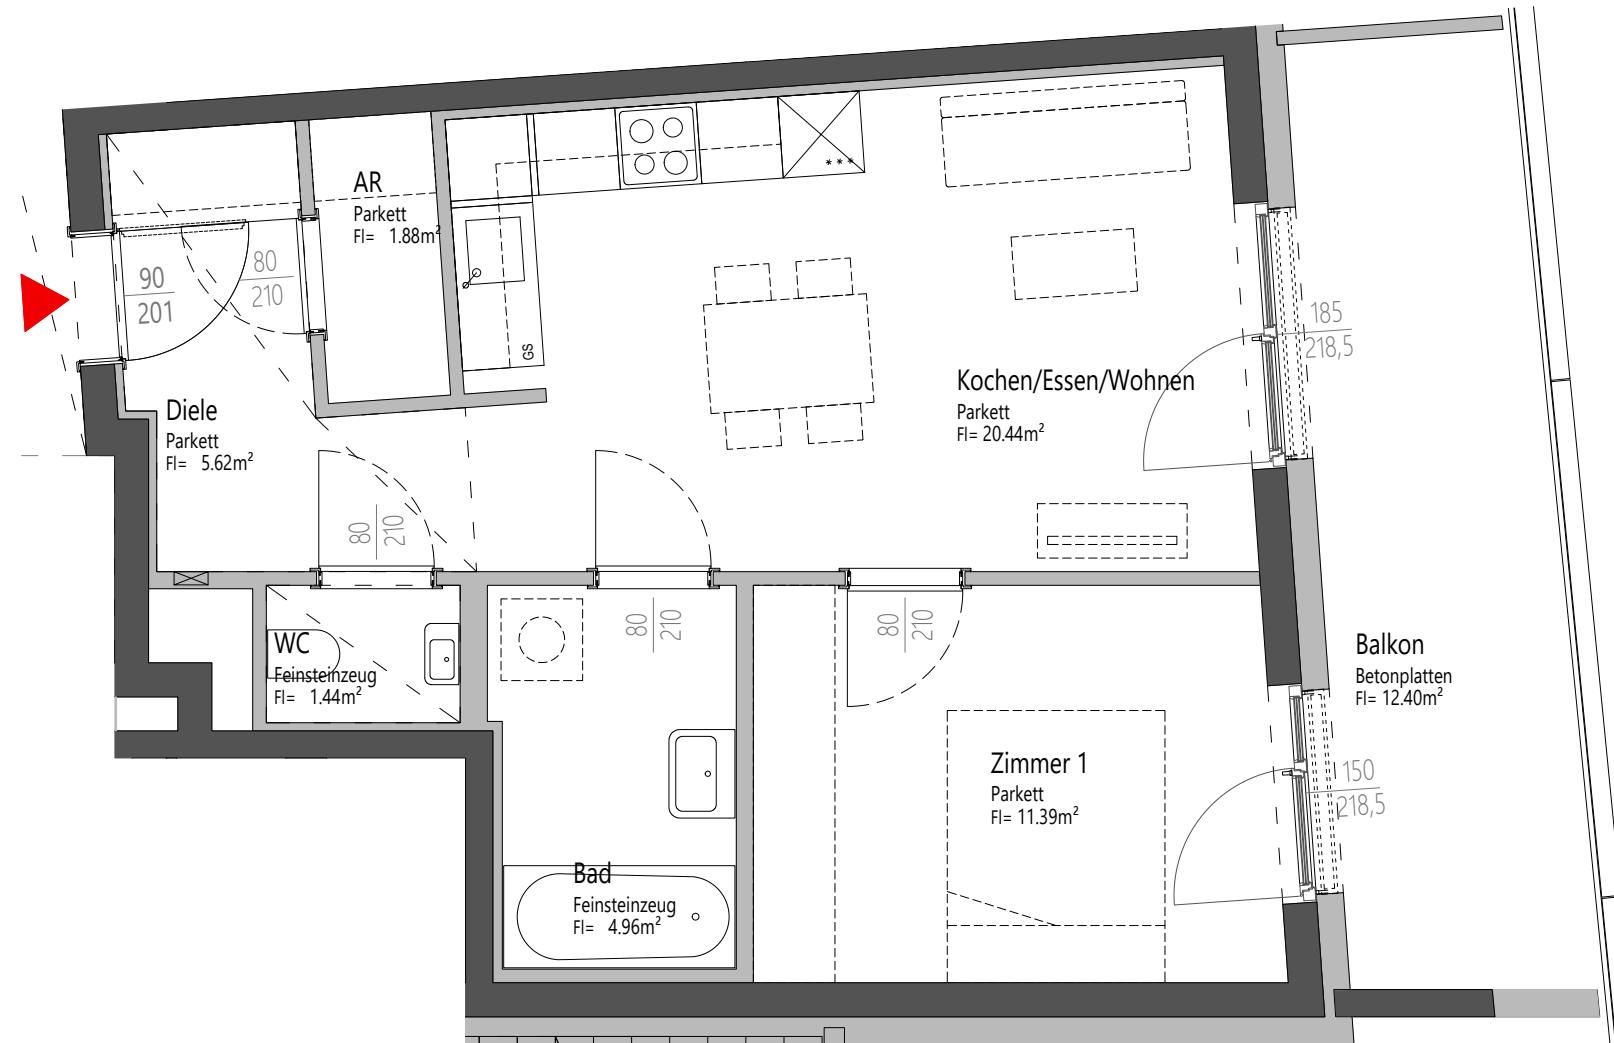 AR
Parkett
Fl= 1.88m²
90
201
80
210
GS
185
218,5
Kochen/Essen/Wohnen
Parkett
Fl= 20.44m²
Diele
Parkett
Fl= 5.62m²
80
210
80
210
80
210
WC
Feinsteinzeug
Fl= 1.44m²
Balkon
Betonplatten
Fl= 12.40m²
Zimmer 1
Parkett
Fl= 11.39m²
150
218,5
Bad
Feinsteinzeug
Fl= 4.96m²